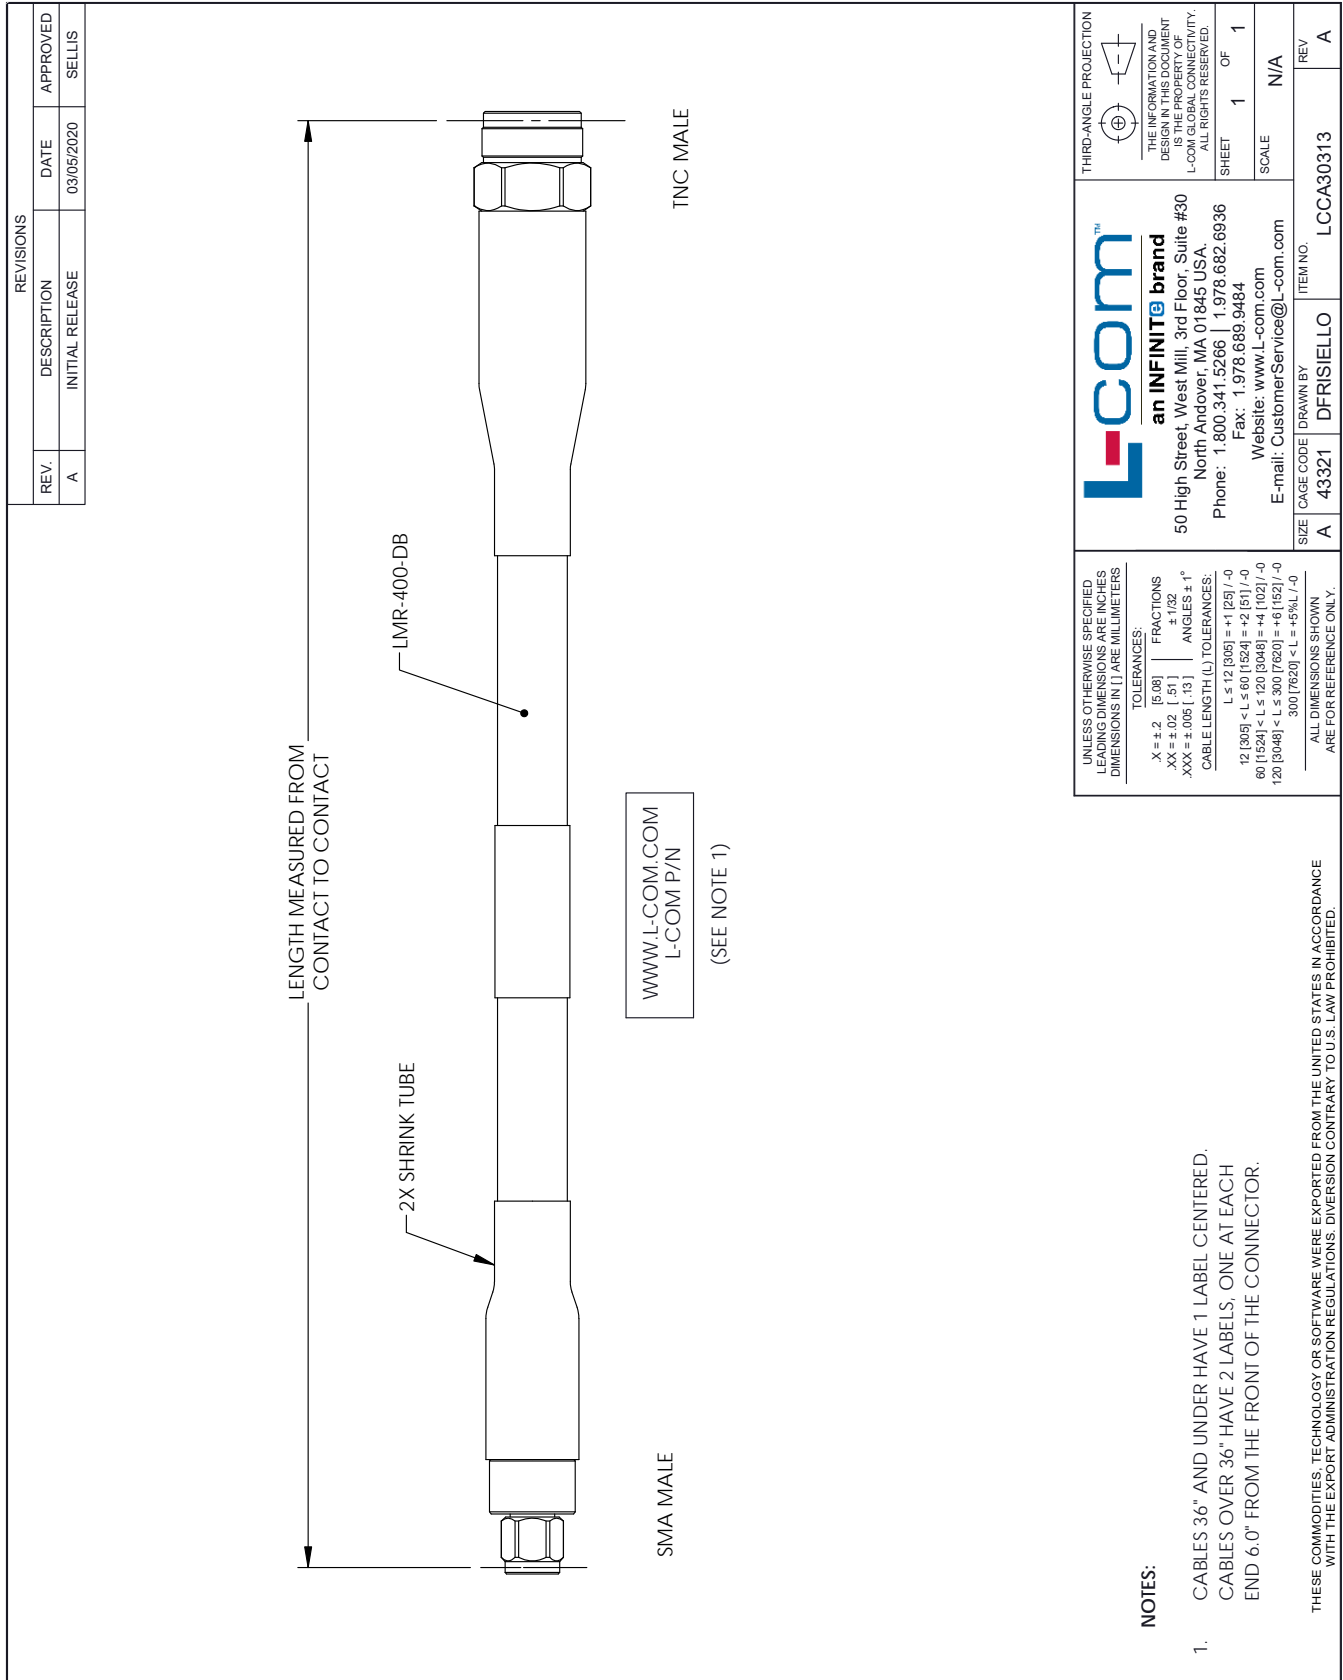 REVISIONS
REV. DESCRIPTION DATE APPROVED
A INITIAL RELEASE 03/05/2020 SELLIS
LENGTH MEASURED FROM
CONTACT TO CONTACT
2X SHRINK TUBE
LMR-400-DB
SMA MALE
TNC MALE
WWW.L-COM.COM
L-COM P/N
(SEE NOTE 1)
NOTES:
1. CABLES 36" AND UNDER HAVE 1 LABEL CENTERED.
CABLES OVER 36" HAVE 2 LABELS, ONE AT EACH
END 6.0" FROM THE FRONT OF THE CONNECTOR.
THESE COMMODITIES, TECHNOLOGY OR SOFTWARE WERE EXPORTED FROM THE UNITED STATES IN ACCORDANCE
WITH THE EXPORT ADMINISTRATION REGULATIONS. DIVERSION CONTRARY TO U.S. LAW PROHIBITED.
UNLESS OTHERWISE SPECIFIED
LEADING DIMENSIONS ARE INCHES
DIMENSIONS IN [ ] ARE MILLIMETERS
TOLERANCES:
.X = ±.2 [5.08] FRACTIONS
.XX = ±.02 [.51] ± 1/32
.XXX = ±.005 [.13] ANGLES ± 1°
CABLE LENGTH (L) TOLERANCES:
L ≤ 12 [305] = +1 [25] / -0
12 [305] < L ≤ 60 [1524] = +2 [51] / -0
60 [1524] < L ≤ 120 [3048] = +4 [102] / -0
120 [3048] < L ≤ 300 [7620] = +6 [152] / -0
300 [7620] < L = +5%L / -0
ALL DIMENSIONS SHOWN
ARE FOR REFERENCE ONLY.
L-com™
an INFINITe brand
50 High Street, West Mill, 3rd Floor, Suite #30
North Andover, MA 01845 USA.
Phone: 1.800.341.5266 | 1.978.682.6936
Fax: 1.978.689.9484
Website: www.L-com.com
E-mail: CustomerService@L-com.com
THIRD-ANGLE PROJECTION
THE INFORMATION AND
DESIGN IN THIS DOCUMENT
IS THE PROPERTY OF
L-COM GLOBAL CONNECTIVITY.
ALL RIGHTS RESERVED.
SHEET 1 OF 1
SCALE N/A
SIZE A
CAGE CODE 43321
DRAWN BY DFRISIELLO
ITEM NO. LCCA30313
REV A